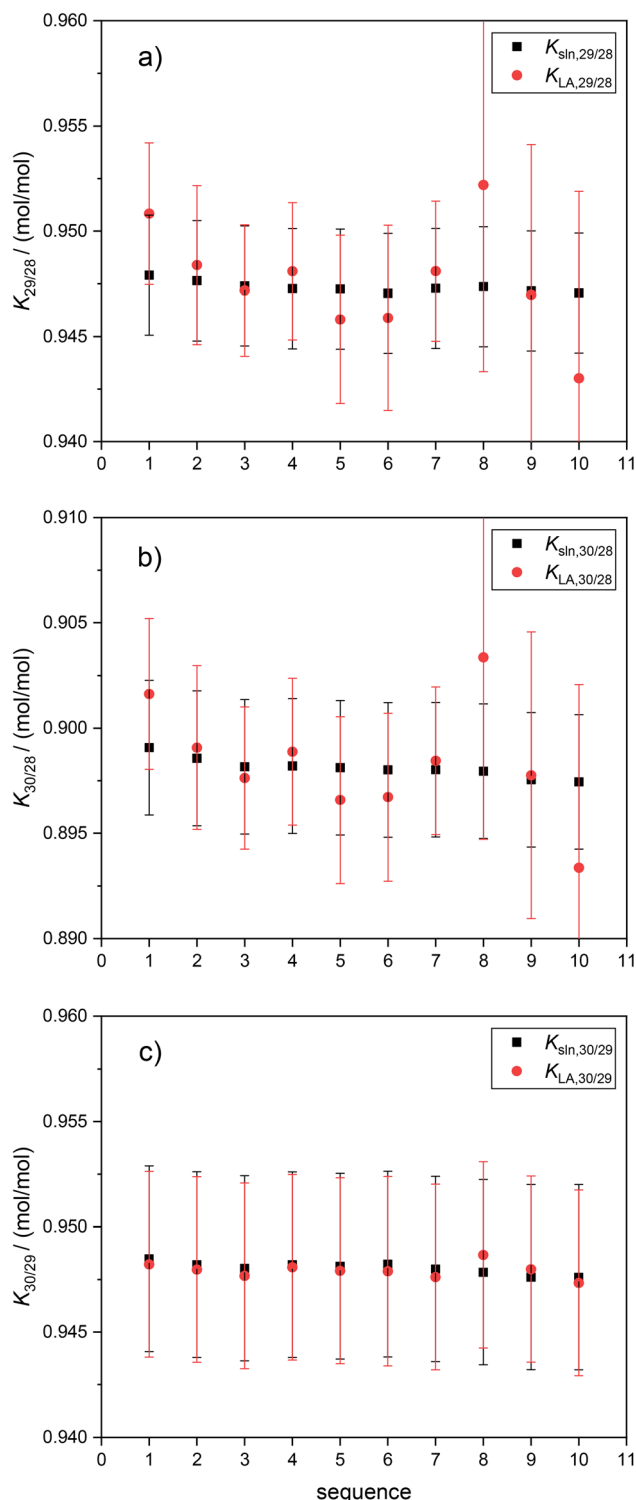 a)
K_sln,29/28
K_LA,29/28
K_29/28 / (mol/mol)
0.960
0.955
0.950
0.945
0.940
0 1 2 3 4 5 6 7 8 9 10 11
b)
K_sln,30/28
K_LA,30/28
K_30/28 / (mol/mol)
0.910
0.905
0.900
0.895
0.890
0 1 2 3 4 5 6 7 8 9 10 11
c)
K_sln,30/29
K_LA,30/29
K_30/29 / (mol/mol)
0.960
0.955
0.950
0.945
0.940
0 1 2 3 4 5 6 7 8 9 10 11
sequence